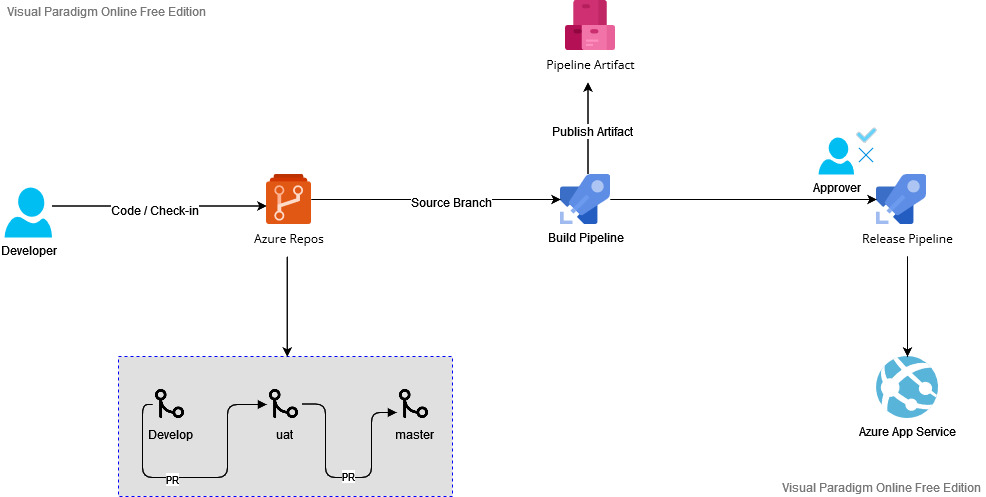 Visual Paradigm Online Free Edition
Pipeline Artifact
Publish Artifact
Approver
Code / Check-in
Source Branch
Developer
Azure Repos
Build Pipeline
Release Pipeline
Develop
uat
master
Azure App Service
PR
PR
Visual Paradigm Online Free Edition